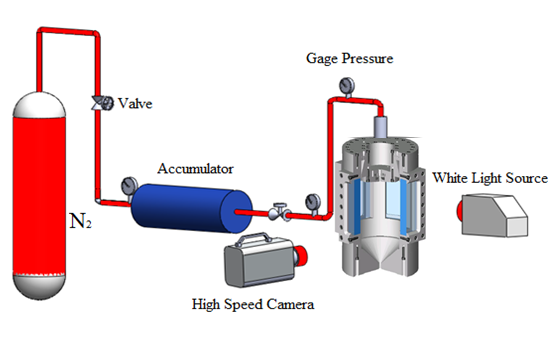 Gage Pressure
Valve
Accumulator
White Light Source
N₂
High Speed Camera